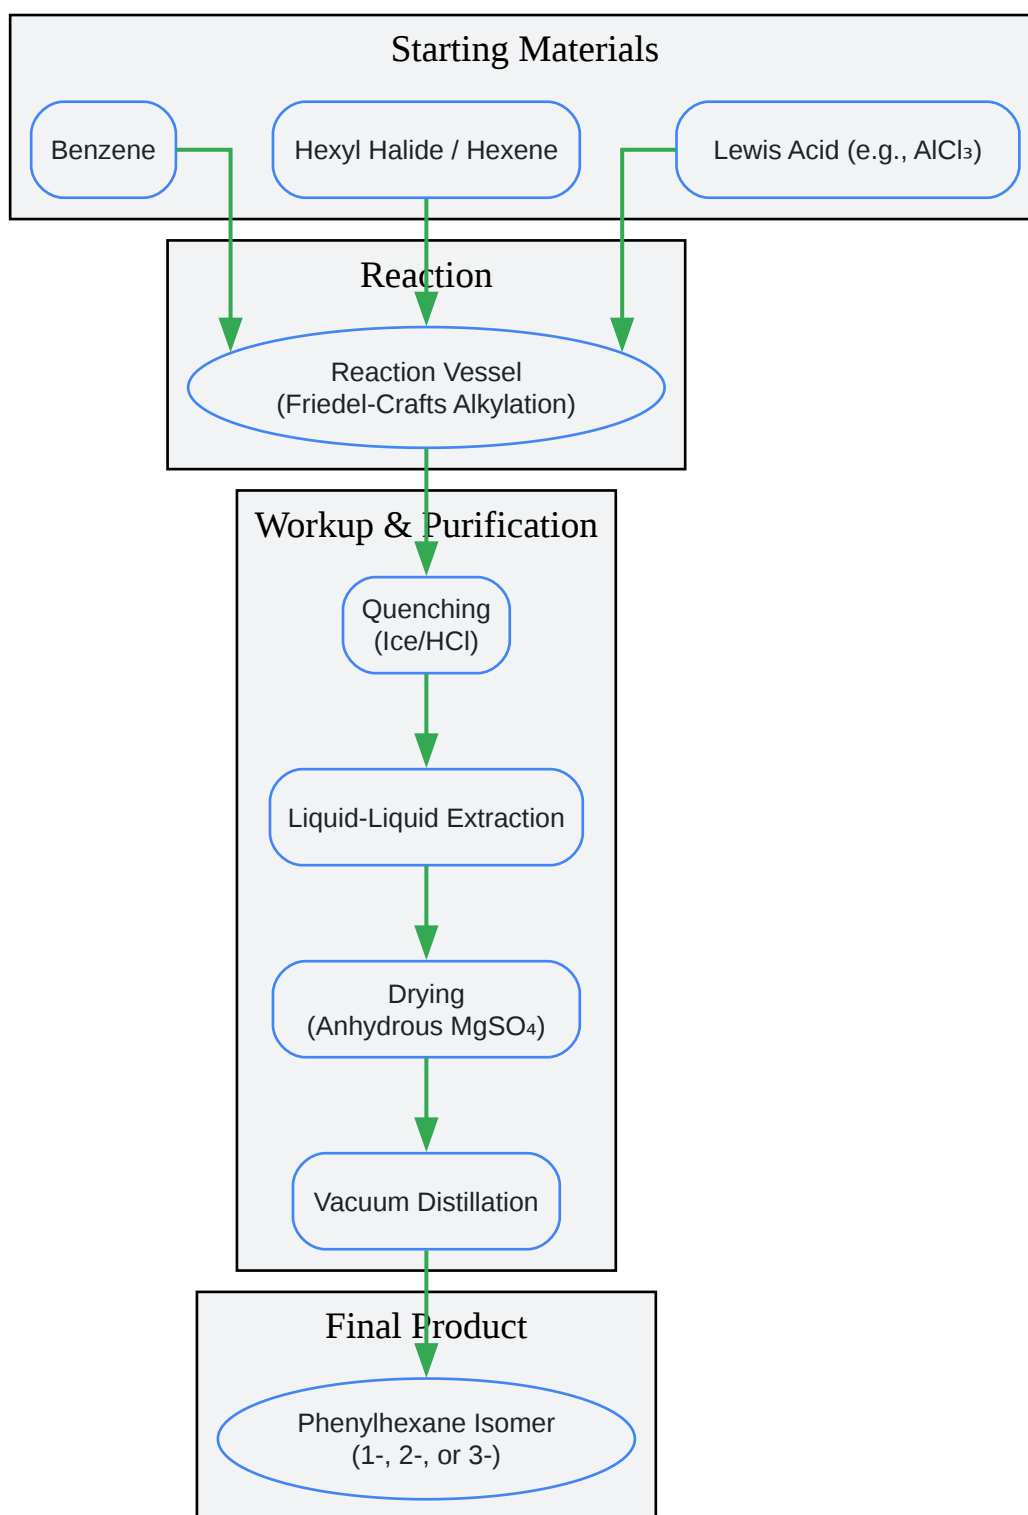 Starting Materials
Benzene
Hexyl Halide / Hexene
Lewis Acid (e.g., AlCl₃)
Reaction
Reaction Vessel
(Friedel-Crafts Alkylation)
Workup & Purification
Quenching
(Ice/HCl)
Liquid-Liquid Extraction
Drying
(Anhydrous MgSO₄)
Vacuum Distillation
Final Product
Phenylhexane Isomer
(1-, 2-, or 3-)